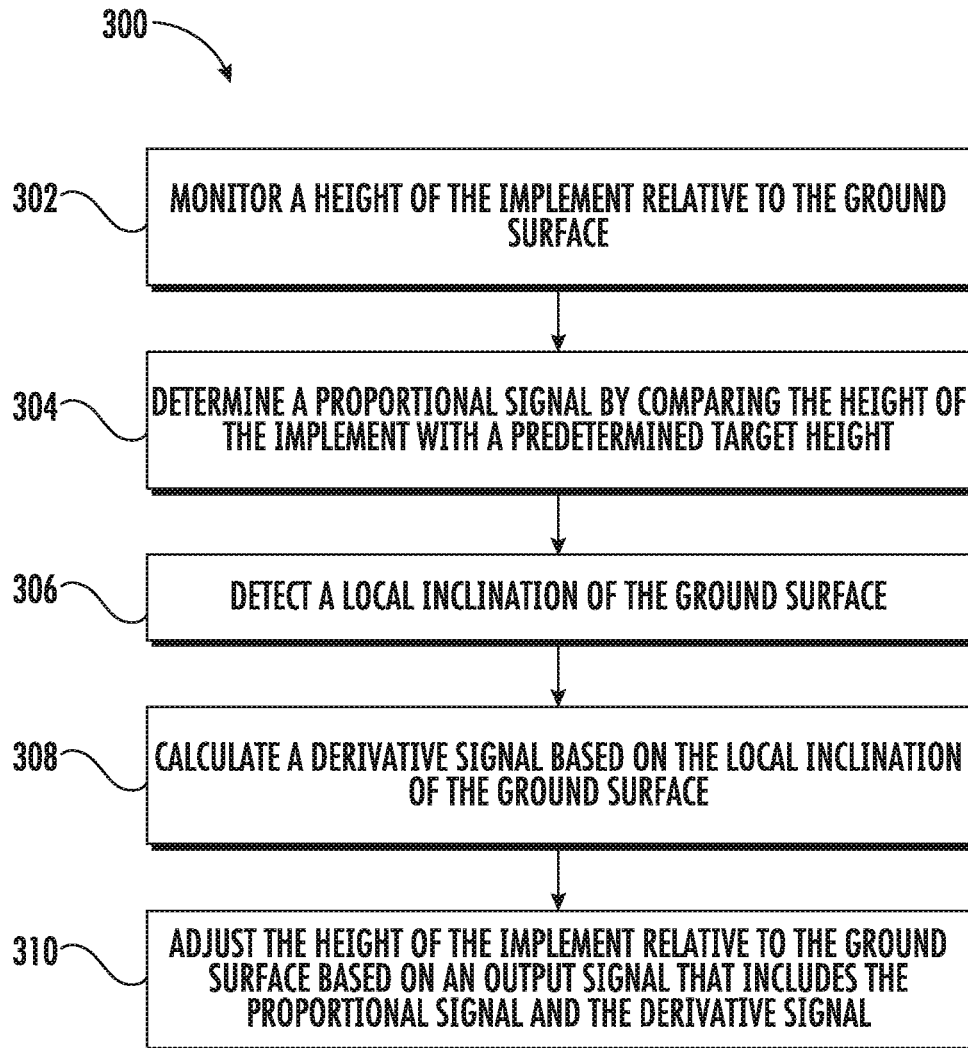 300
302
MONITOR A HEIGHT OF THE IMPLEMENT RELATIVE TO THE GROUND
SURFACE
304
DETERMINE A PROPORTIONAL SIGNAL BY COMPARING THE HEIGHT OF
THE IMPLEMENT WITH A PREDETERMINED TARGET HEIGHT
306
DETECT A LOCAL INCLINATION OF THE GROUND SURFACE
308
CALCULATE A DERIVATIVE SIGNAL BASED ON THE LOCAL INCLINATION
OF THE GROUND SURFACE
310
ADJUST THE HEIGHT OF THE IMPLEMENT RELATIVE TO THE GROUND
SURFACE BASED ON AN OUTPUT SIGNAL THAT INCLUDES THE
PROPORTIONAL SIGNAL AND THE DERIVATIVE SIGNAL